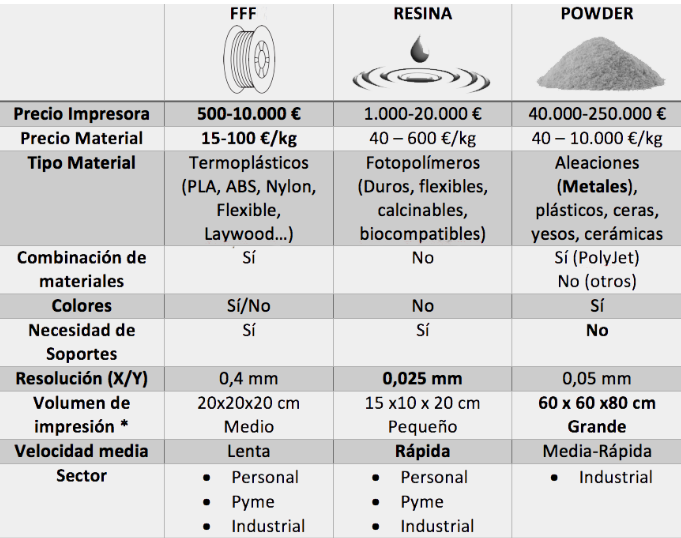 FFF RESINA POWDER
Precio Impresora 500-10.000 € 1.000-20.000 € 40.000-250.000 €
Precio Material 15-100 €/kg 40 – 600 €/kg 40 – 10.000 €/kg
Tipo Material Termoplásticos Fotopolímeros Aleaciones
(PLA, ABS, Nylon, (Duros, flexibles, (Metales),
Flexible, calcinables, plásticos, ceras,
Laywood…) biocompatibles) yesos, cerámicas
Combinación de Sí No Sí (PolyJet)
materiales No (otros)
Colores Sí/No No Sí
Necesidad de Sí Sí No
Soportes
Resolución (X/Y) 0,4 mm 0,025 mm 0,05 mm
Volumen de 20x20x20 cm 15 x10 x 20 cm 60 x 60 x80 cm
impresión * Medio Pequeño Grande
Velocidad media Lenta Rápida Media-Rápida
Sector • Personal • Personal • Industrial
• Pyme • Pyme
• Industrial • Industrial